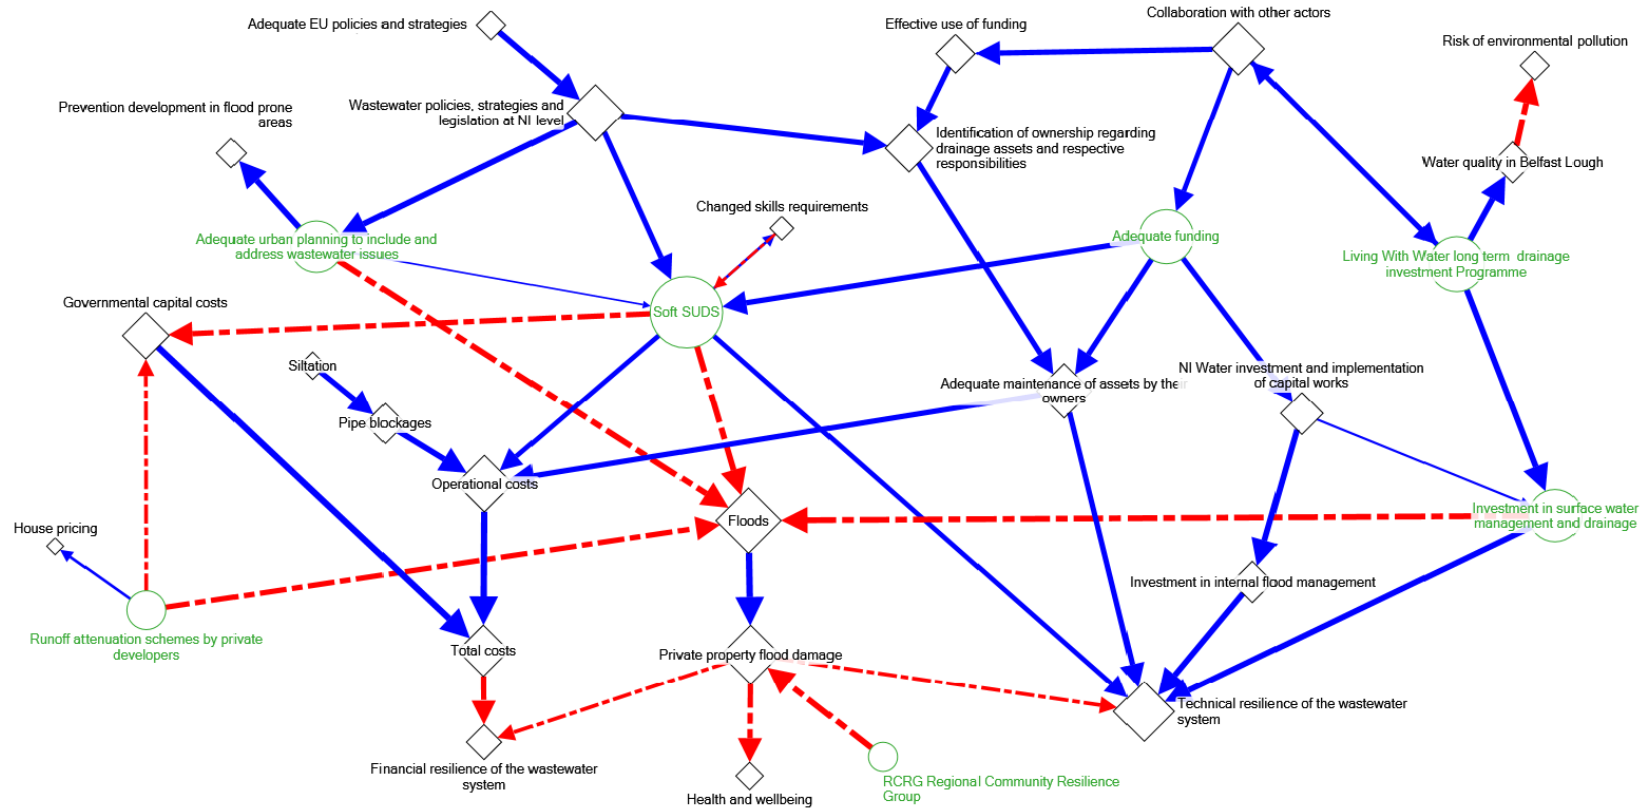 Adequate EU policies and strategies
Effective use of funding
Collaboration with other actors
Risk of environmental pollution
Prevention development in flood prone
areas
Wastewater policies, strategies and
legislation at NI level
Identification of ownership regarding
drainage assets and respective
responsibilities
Water quality in Belfast Lough
Changed skills requirements
Adequate urban planning to include and
address wastewater issues
Adequate funding
Living With Water long term drainage
investment Programme
Governmental capital costs
Soft SUDS
Siltation
Adequate maintenance of assets by their
owners
NI Water investment and implementation
of capital works
Pipe blockages
Operational costs
Floods
Investment in surface water
management and drainage
House pricing
Investment in internal flood management
Runoff attenuation schemes by private
developers
Total costs
Private property flood damage
Technical resilience of the wastewater
system
Financial resilience of the wastewater
system
Health and wellbeing
RCRG Regional Community Resilience
Group